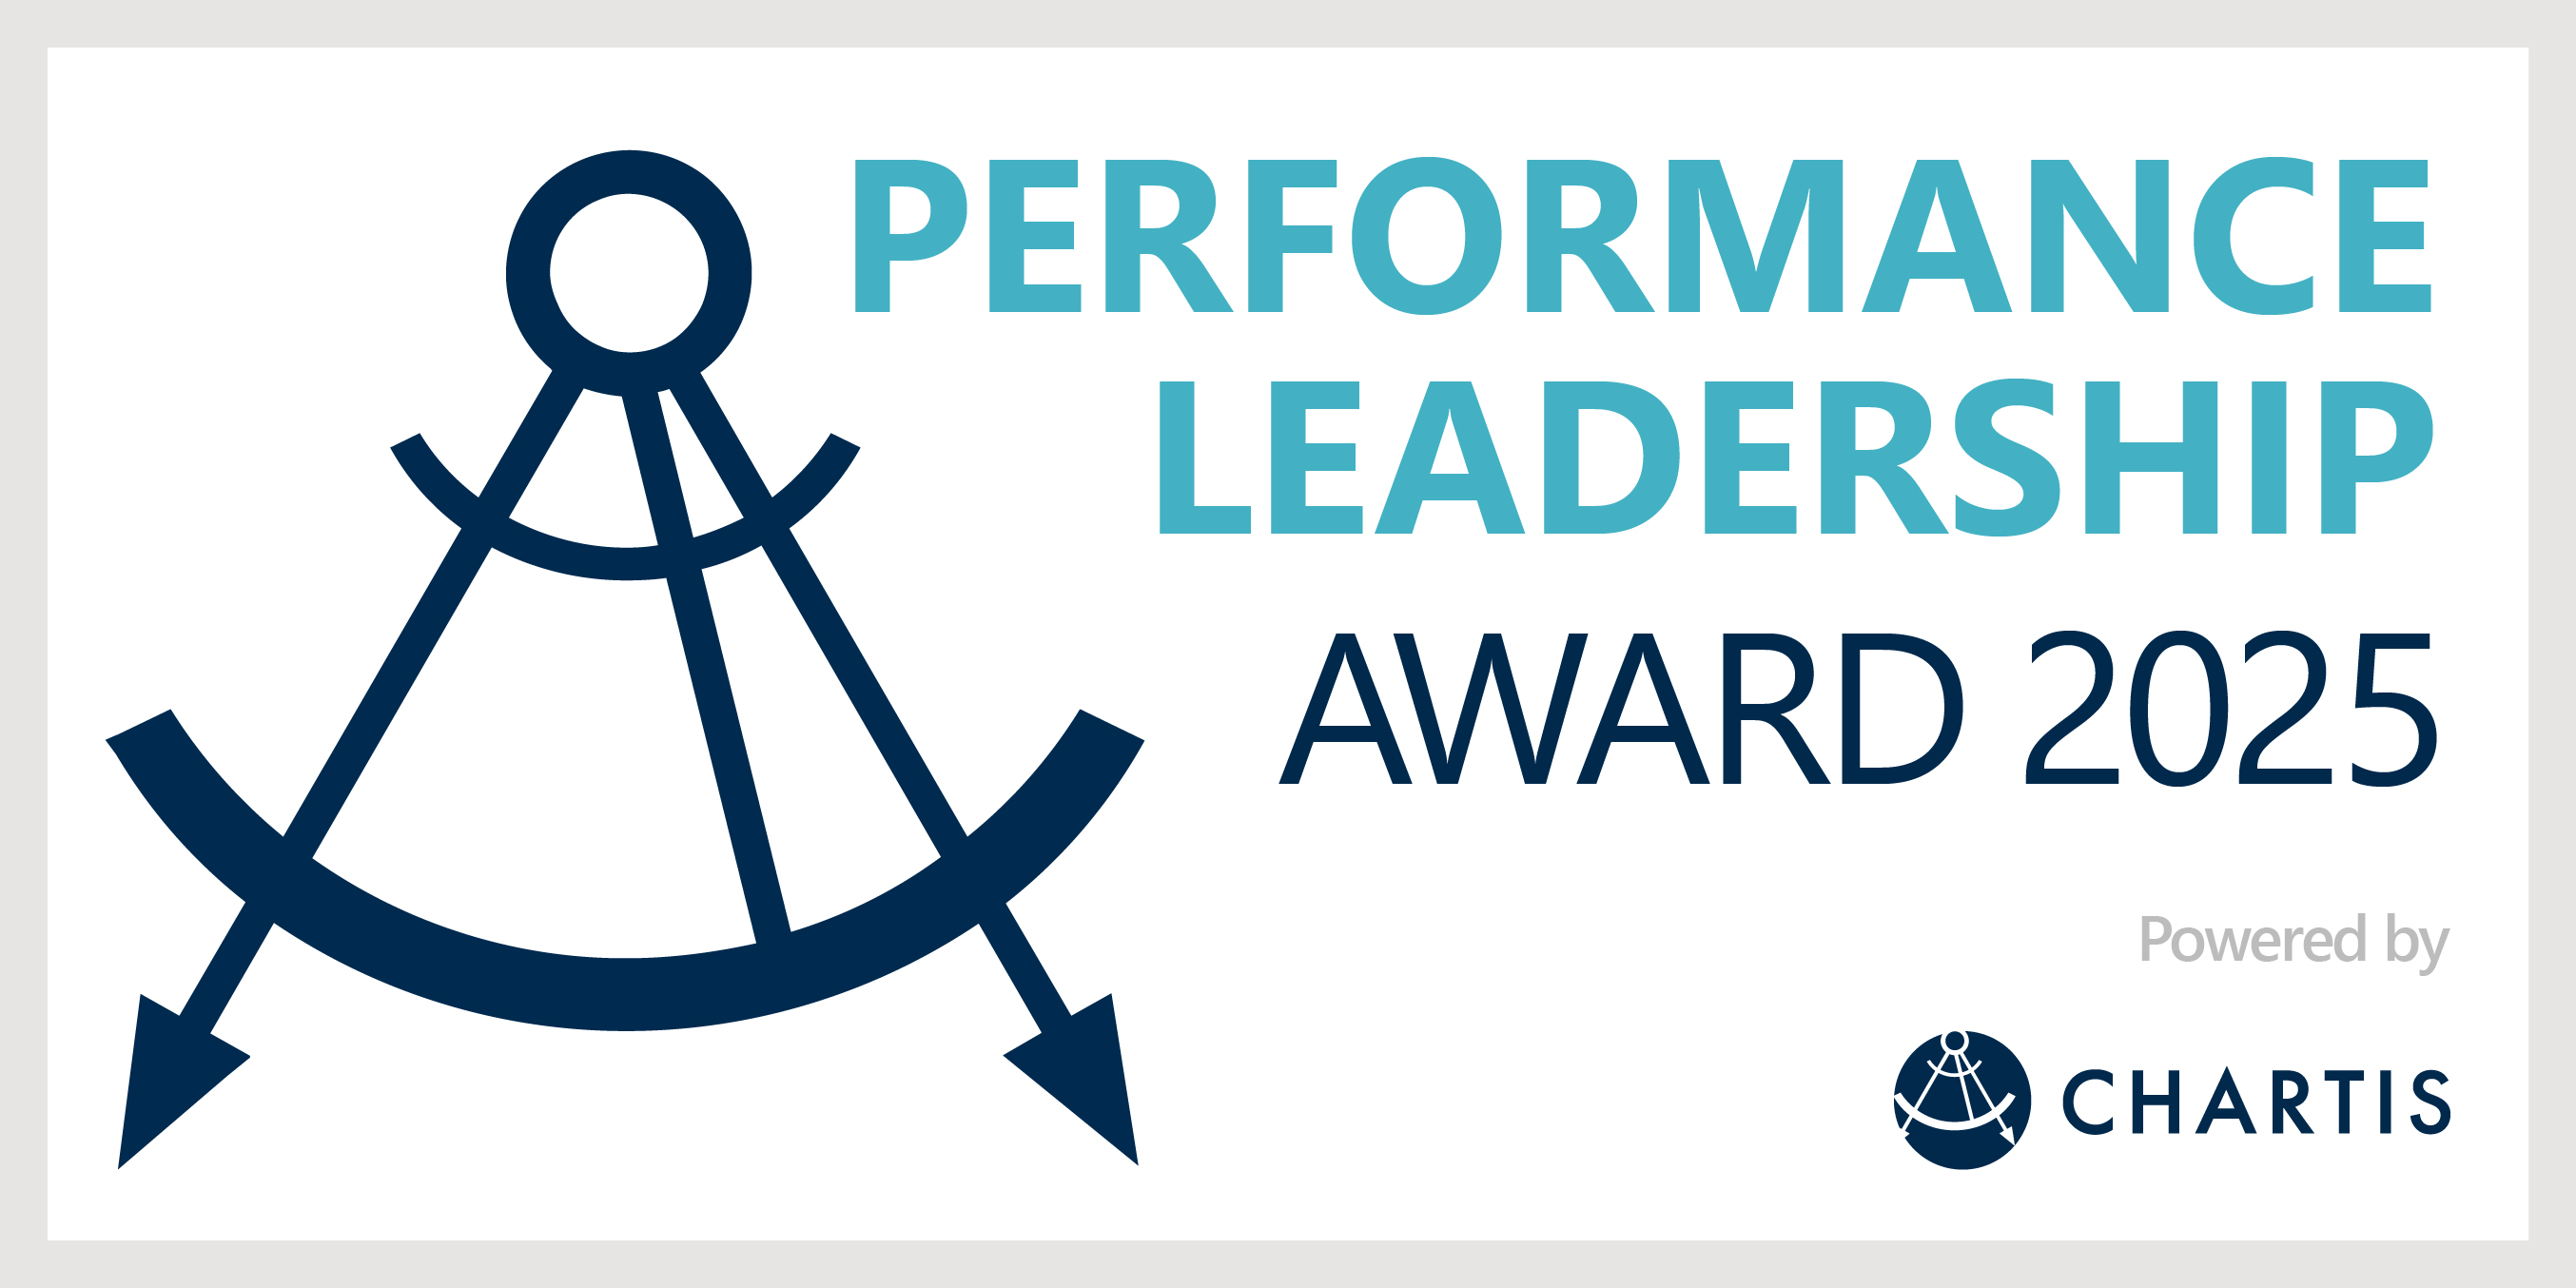 PERFORMANCE
LEADERSHIP
AWARD 2025
Powered by
CHARTIS